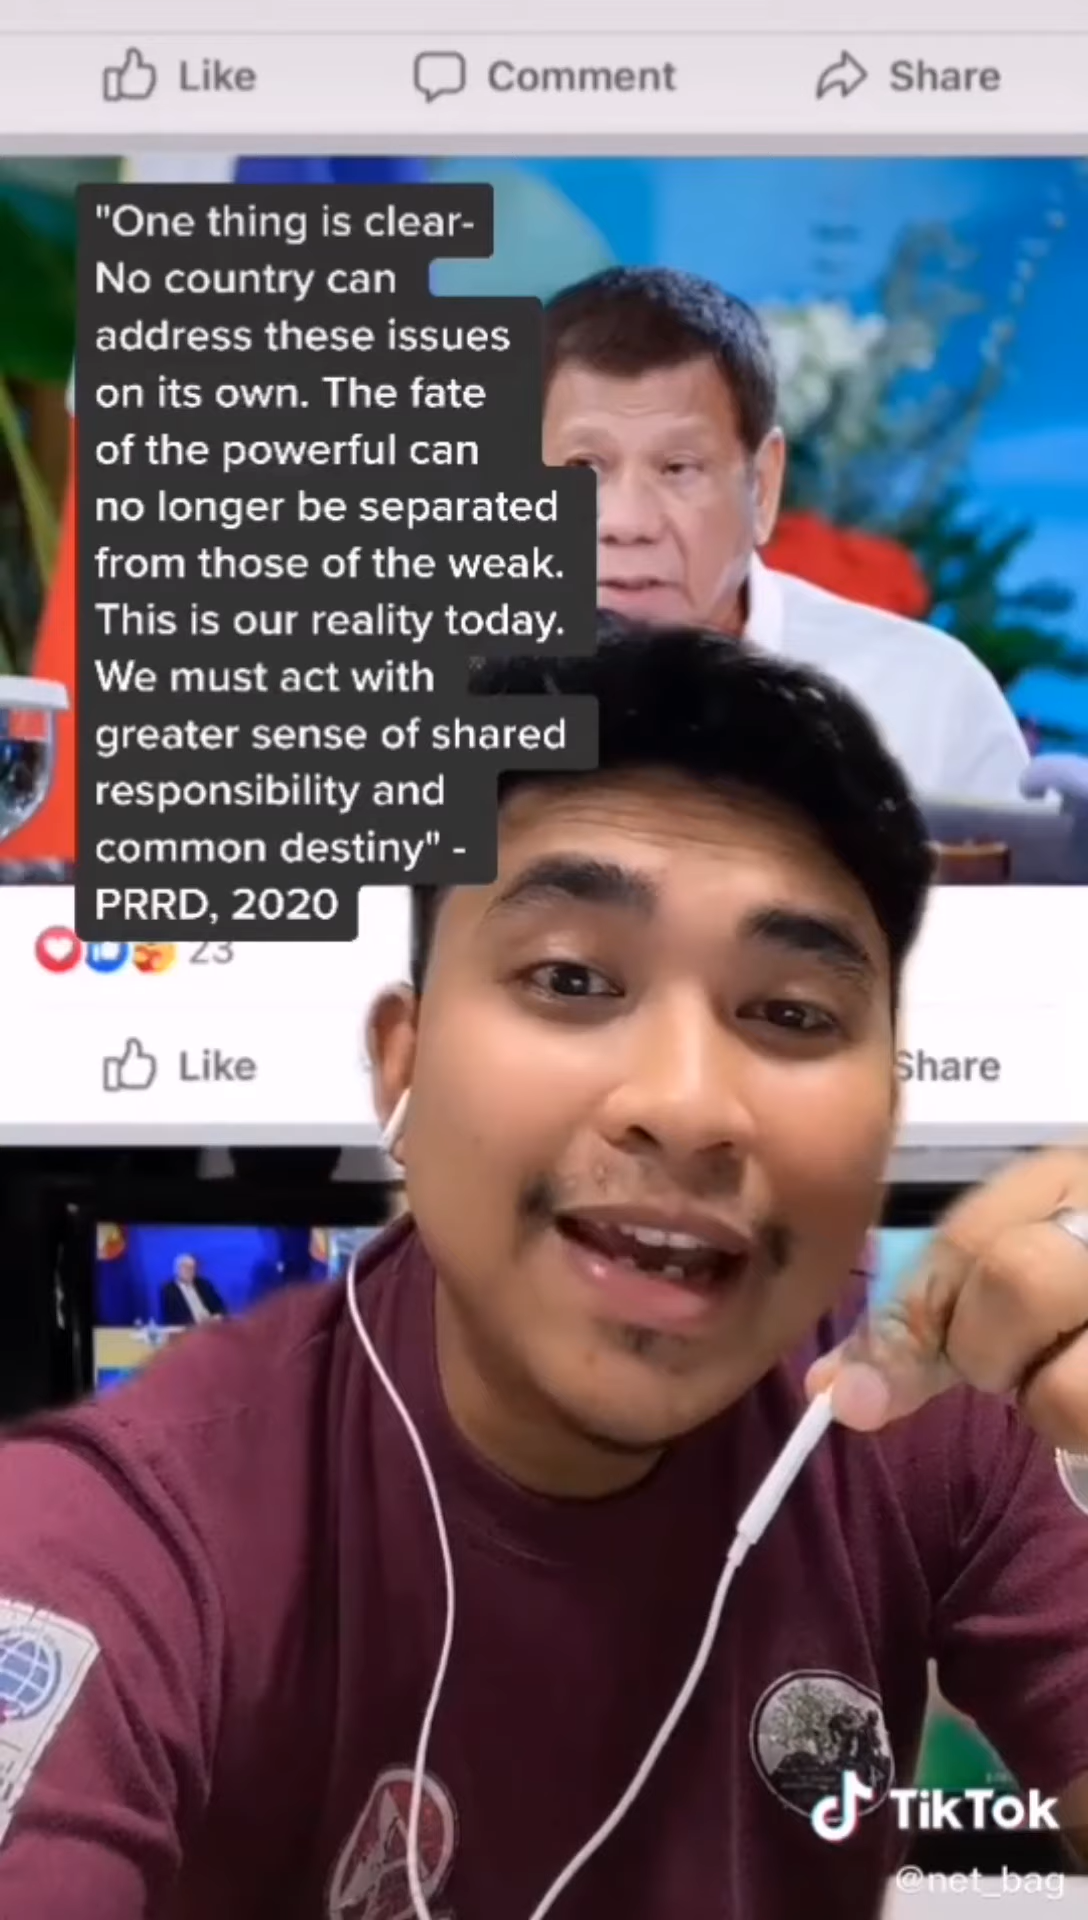 Like Comment Share
"One thing is clear-
No country can
address these issues
on its own. The fate
of the powerful can
no longer be separated
from those of the weak.
This is our reality today.
We must act with
greater sense of shared
responsibility and
common destiny" -
PRRD, 2020
23
Like Share
TikTok
@net_bag